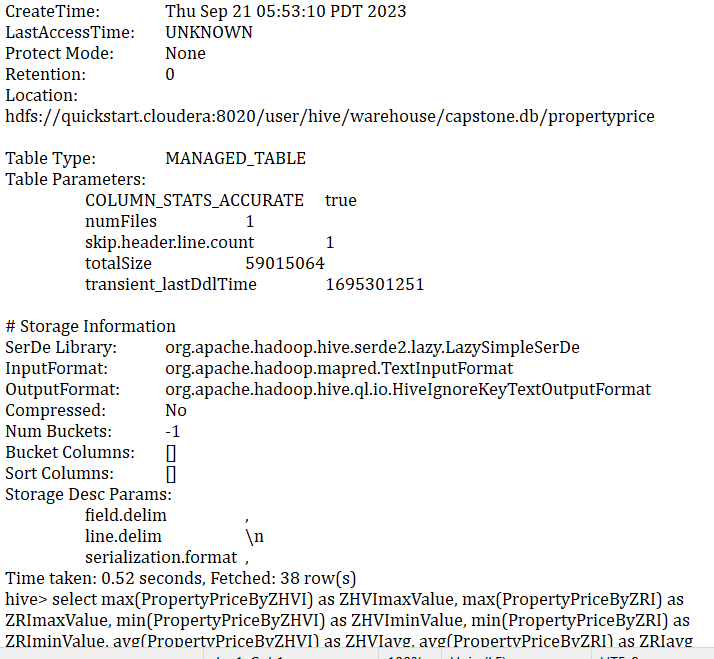 CreateTime: Thu Sep 21 05:53:10 PDT 2023
LastAccessTime: UNKNOWN
Protect Mode: None
Retention: 0
Location:
hdfs://quickstart.cloudera:8020/user/hive/warehouse/capstone.db/propertyprice
Table Type: MANAGED_TABLE
Table Parameters:
COLUMN_STATS_ACCURATE true
numFiles 1
skip.header.line.count 1
totalSize 59015064
transient_lastDdlTime 1695301251
# Storage Information
SerDe Library: org.apache.hadoop.hive.serde2.lazy.LazySimpleSerDe
InputFormat: org.apache.hadoop.mapred.TextInputFormat
OutputFormat: org.apache.hadoop.hive.ql.io.HiveIgnoreKeyTextOutputFormat
Compressed: No
Num Buckets: -1
Bucket Columns: []
Sort Columns: []
Storage Desc Params:
field.delim ,
line.delim \n
serialization.format ,
Time taken: 0.52 seconds, Fetched: 38 row(s)
hive> select max(PropertyPriceByZHVI) as ZHVImaxValue, max(PropertyPriceByZRI) as
ZRImaxValue, min(PropertyPriceByZHVI) as ZHVIminValue, min(PropertyPriceByZRI) as
ZRIminValue, avg(PropertyPriceByZHVI) as ZHVIavg, avg(PropertyPriceByZRI) as ZRIavg